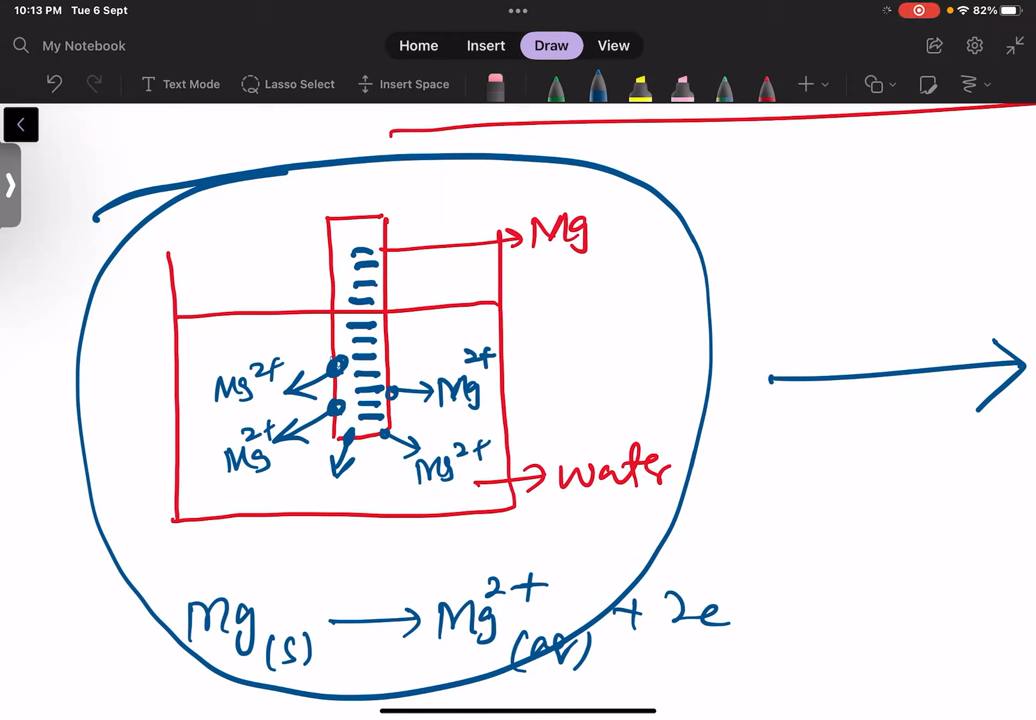 10:13 PM Tue 6 Sept
82%
My Notebook
Home Insert Draw View
Text Mode Lasso Select Insert Space
Mg
Mg2+
Mg2+
Mg2+
Mg2+
water
Mg(s) → Mg2+(aq) + 2e